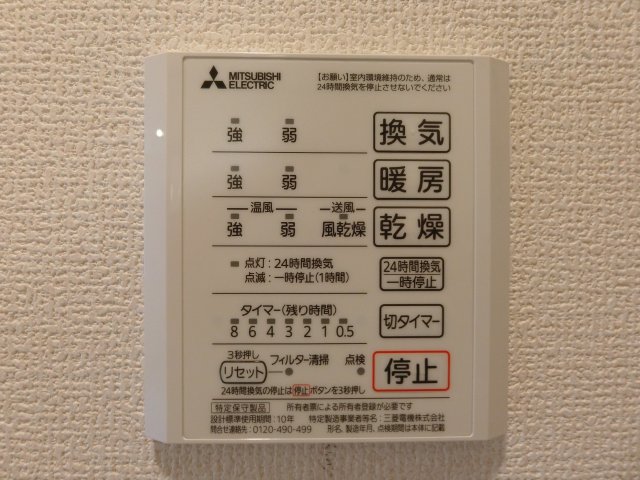 MITSUBISHI ELECTRIC
【お願い】室内環境維持のため、通常は
24時間換気を停止させないでください
強 弱 換気
強 弱 暖房
温風 送風
強 弱 風乾燥 乾燥
点灯:24時間換気
点滅:一時停止(1時間)
24時間換気
一時停止
タイマー(残り時間)
8 6 4 3 2 1 0.5
切タイマー
3秒押し
リセット フィルター清掃 点検
停止
24時間換気の停止は停止ボタンを3秒押し
特定保守製品 所有者票による所有者登録が必要です
設計標準使用期間:10年 特定製造事業者等名:三菱電機株式会社
問合せ連絡先:0120-490-499 形名、製造年月、点検期間は本体に記載